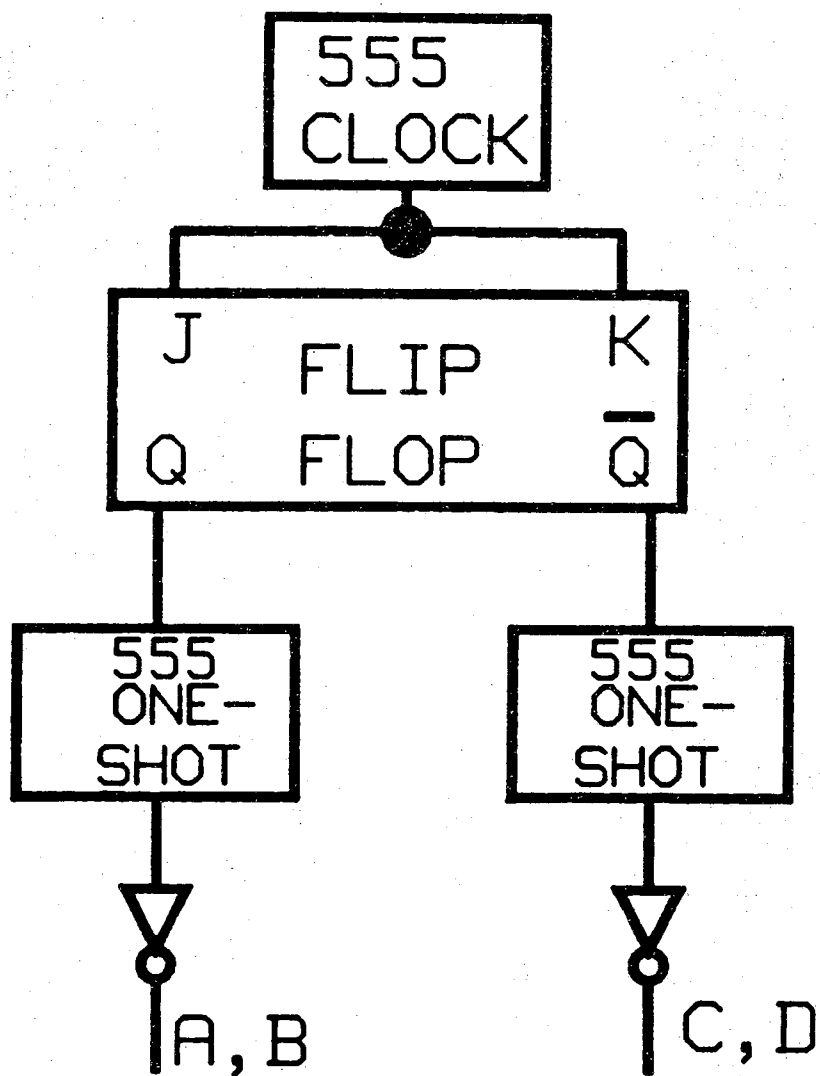 555
CLOCK
J K
FLIP
Q FLOP Q̅
555
ONE-
SHOT
555
ONE-
SHOT
A, B
C, D